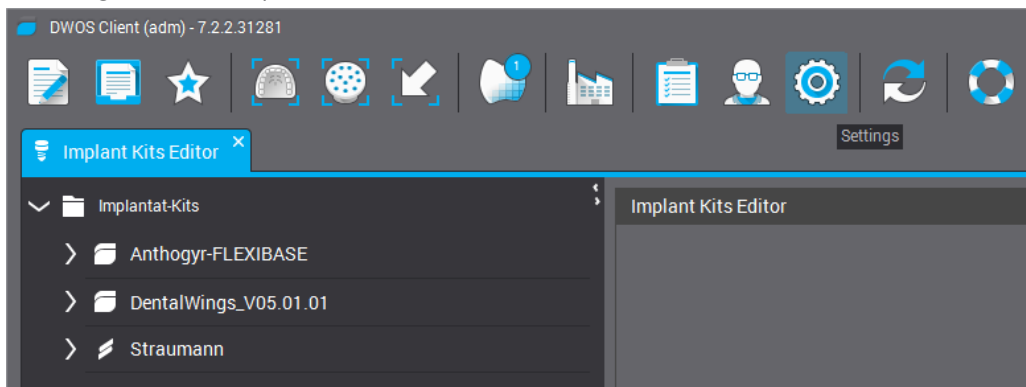 DWOS Client (adm) - 7.2.2.31281
1
Settings
Implant Kits Editor
Implantat-Kits
Anthogyr-FLEXIBASE
DentalWings_V05.01.01
Straumann
Implant Kits Editor